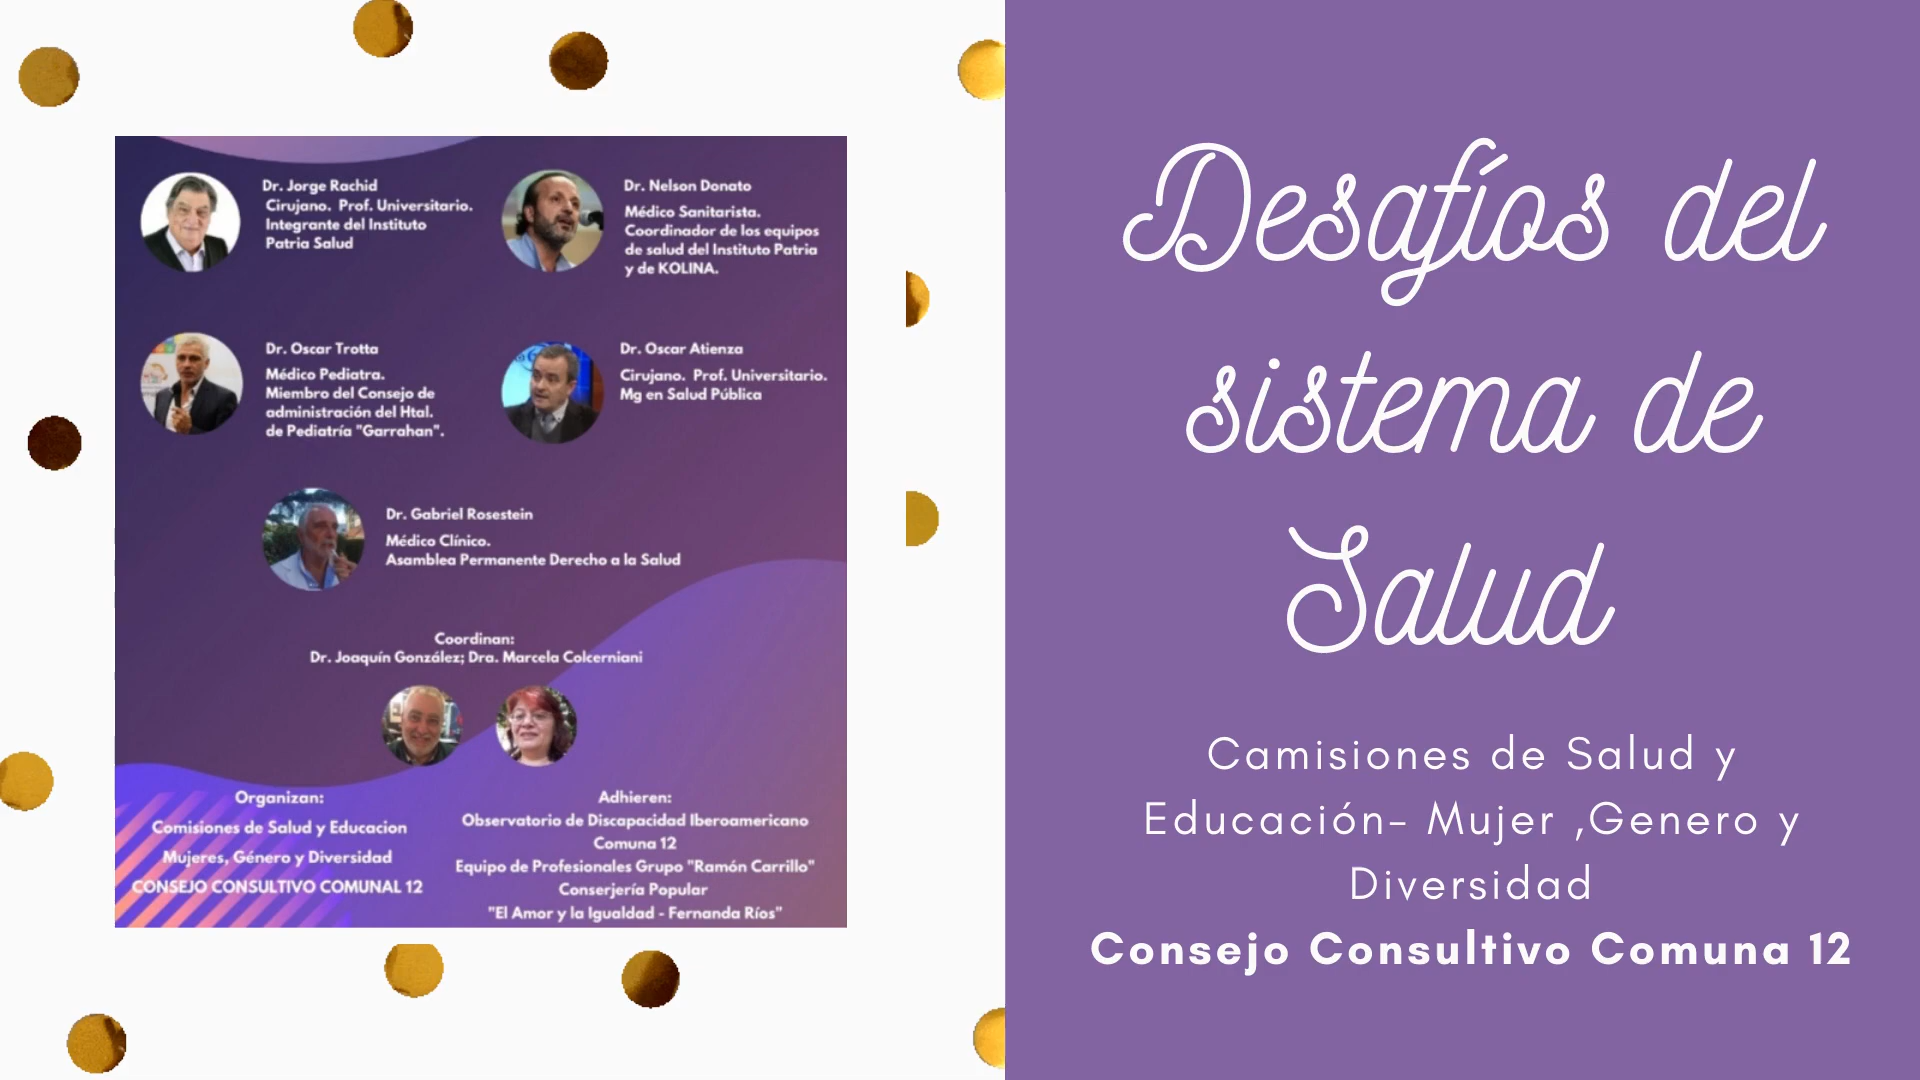 Dr. Jorge Rachid
Cirujano. Prof. Universitario.
Integrante del Instituto
Patria Salud
Dr. Nelson Donato
Médico Sanitarista.
Coordinador de los equipos
de salud del Instituto Patria
y de KOLINA.
Dr. Oscar Trotta
Médico Pediatra.
Miembro del Consejo de
administración del Htal.
de Pediatría "Garrahan".
Dr. Oscar Atienza
Cirujano. Prof. Universitario.
Mg en Salud Pública
Dr. Gabriel Rosestein
Médico Clínico.
Asamblea Permanente Derecho a la Salud
Coordinan:
Dr. Joaquín González; Dra. Marcela Colcerniani
Organizan:
Comisiones de Salud y Educacion
Mujeres, Género y Diversidad
CONSEJO CONSULTIVO COMUNAL 12
Adhieren:
Observatorio de Discapacidad Iberoamericano
Comuna 12
Equipo de Profesionales Grupo "Ramón Carrillo"
Conserjería Popular
"El Amor y la Igualdad - Fernanda Ríos"
Desafíos del
sistema de
Salud
Camisiones de Salud y
Educación- Mujer ,Genero y
Diversidad
Consejo Consultivo Comuna 12